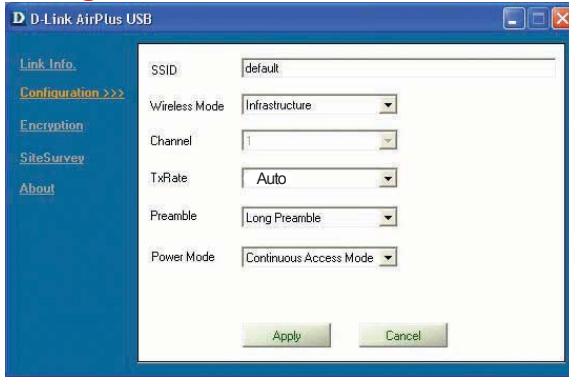 D D-Link AirPlus USB
Link Info.
Configuration >>>
Encryption
SiteSurvey
About
SSID default
Wireless Mode Infrastructure
Channel 1
TxRate Auto
Preamble Long Preamble
Power Mode Continuous Access Mode
Apply Cancel